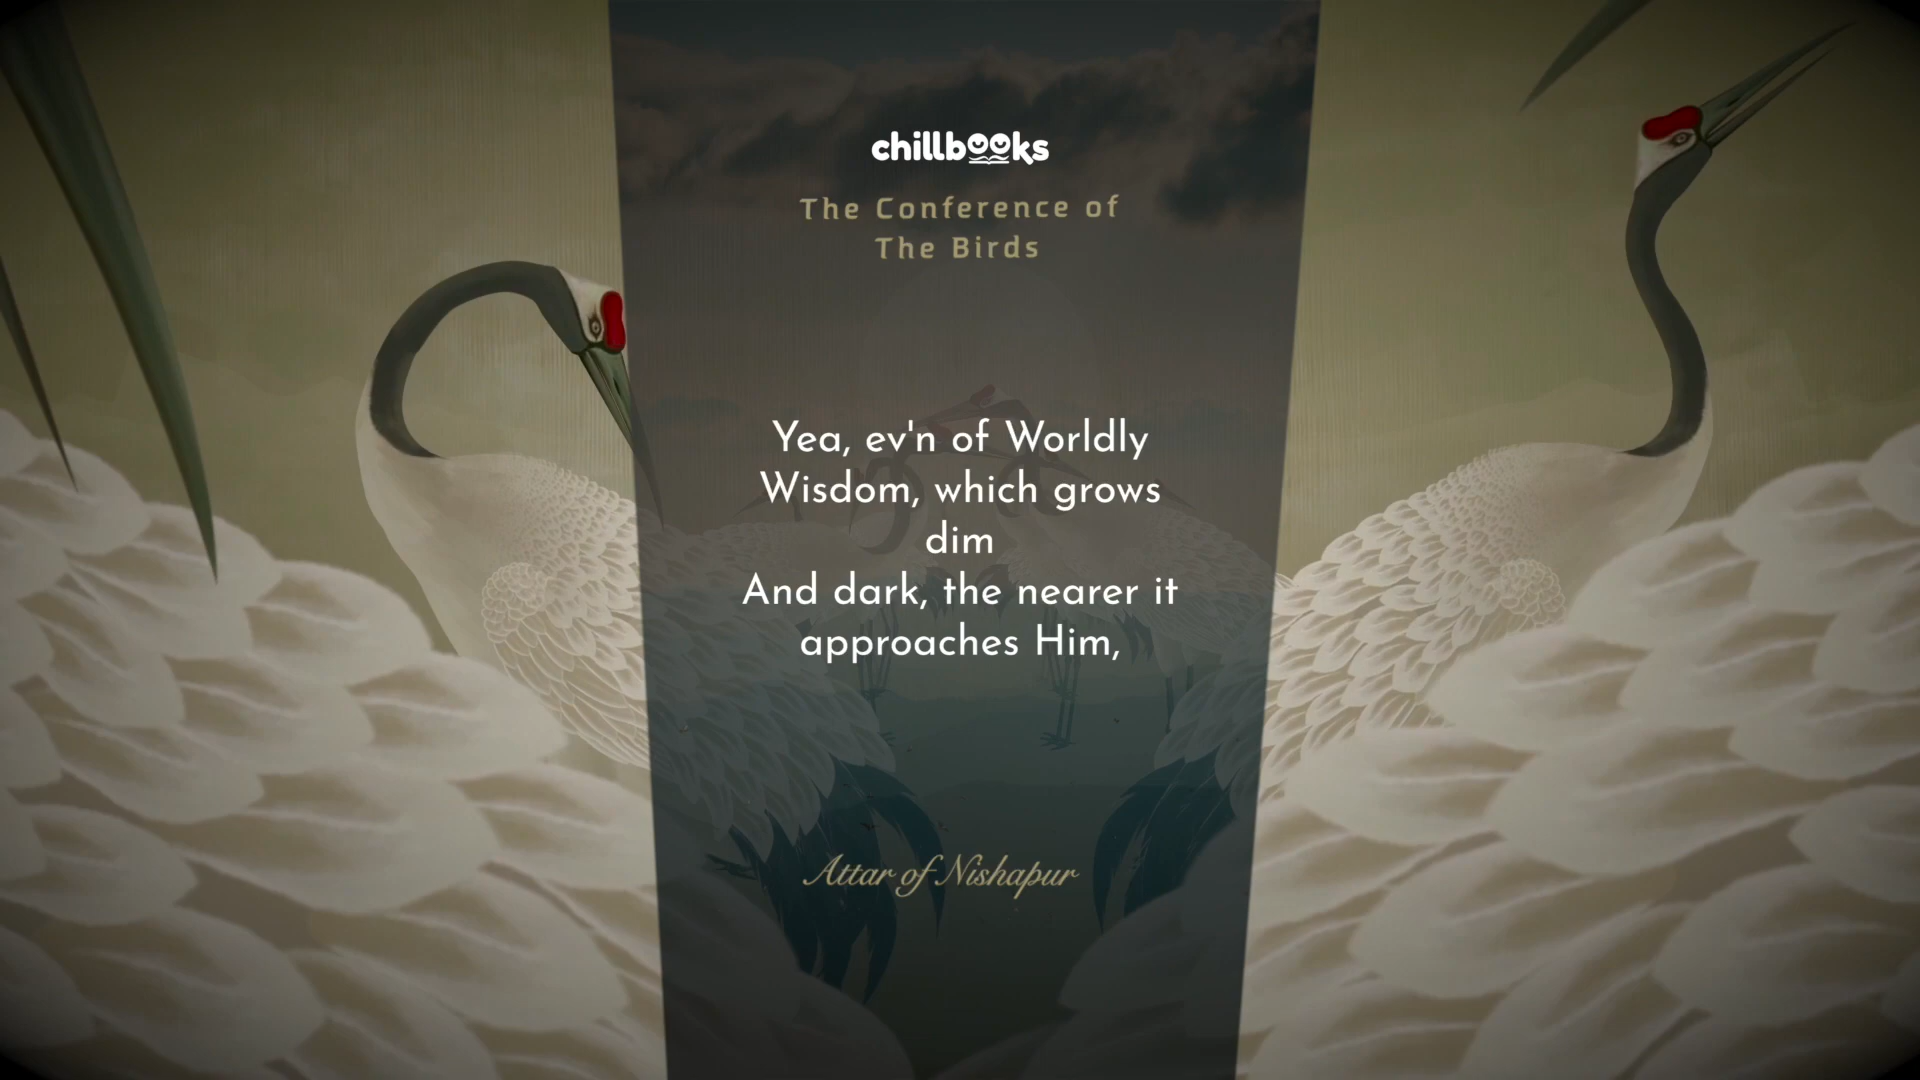 chillbooks
The Conference of
The Birds
Yea, ev'n of Worldly
Wisdom, which grows
dim
And dark, the nearer it
approaches Him,
Attar of Nishapur